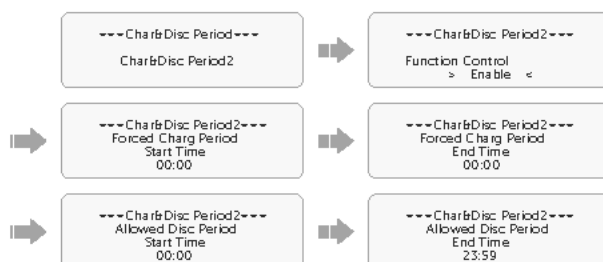 ---Char&Disc Period---
Char&Disc Period2
---Char&Disc Period2---
Function Control
> Enable <
---Char&Disc Period2---
Forced Charg Period
Start Time
00:00
---Char&Disc Period2---
Forced Charg Period
End Time
00:00
---Char&Disc Period2---
Allowed Disc Period
Start Time
00:00
---Char&Disc Period2---
Allowed Disc Period
End Time
23:59